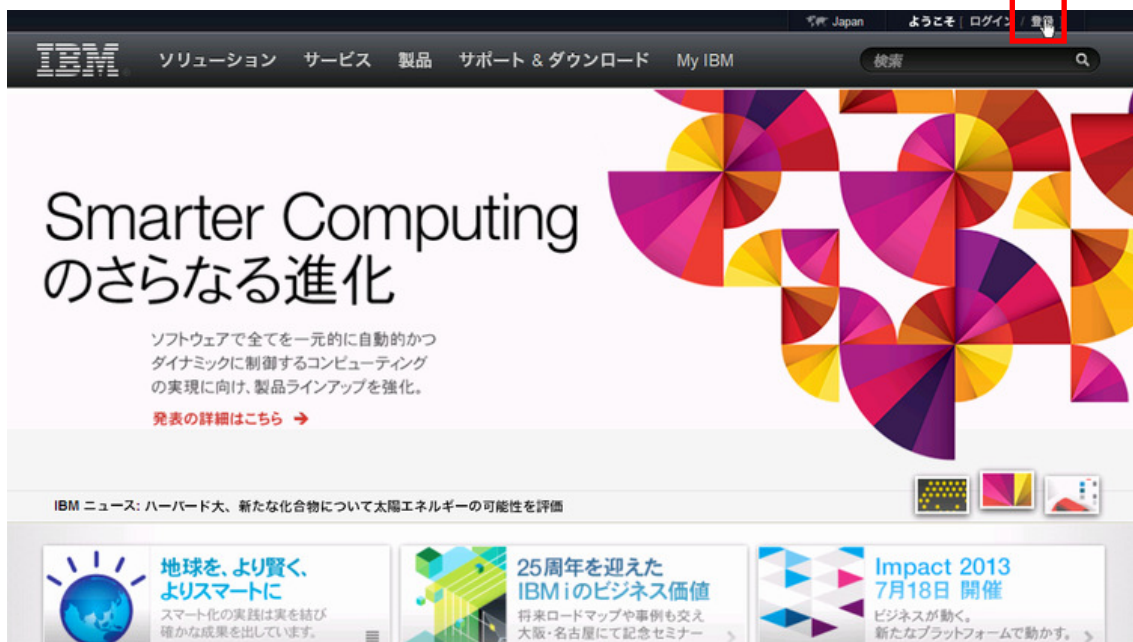 Japan ようこそ [ ログイン / 登録 ]
IBM ソリューション サービス 製品 サポート & ダウンロード My IBM 検索
Smarter Computing
のさらなる進化
ソフトウェアで全てを一元的に自動的かつ
ダイナミックに制御するコンピューティング
の実現に向け、製品ラインアップを強化。
発表の詳細はこちら
IBM ニュース: ハーバード大、新たな化合物について太陽エネルギーの可能性を評価
地球を、より賢く、
よりスマートに
スマート化の実践は実を結び
確かな成果を出しています。
25周年を迎えた
IBM i のビジネス価値
将来ロードマップや事例も交え
大阪・名古屋にて記念セミナー
Impact 2013
7月18日 開催
ビジネスが動く。
新たなプラットフォームで動かす。